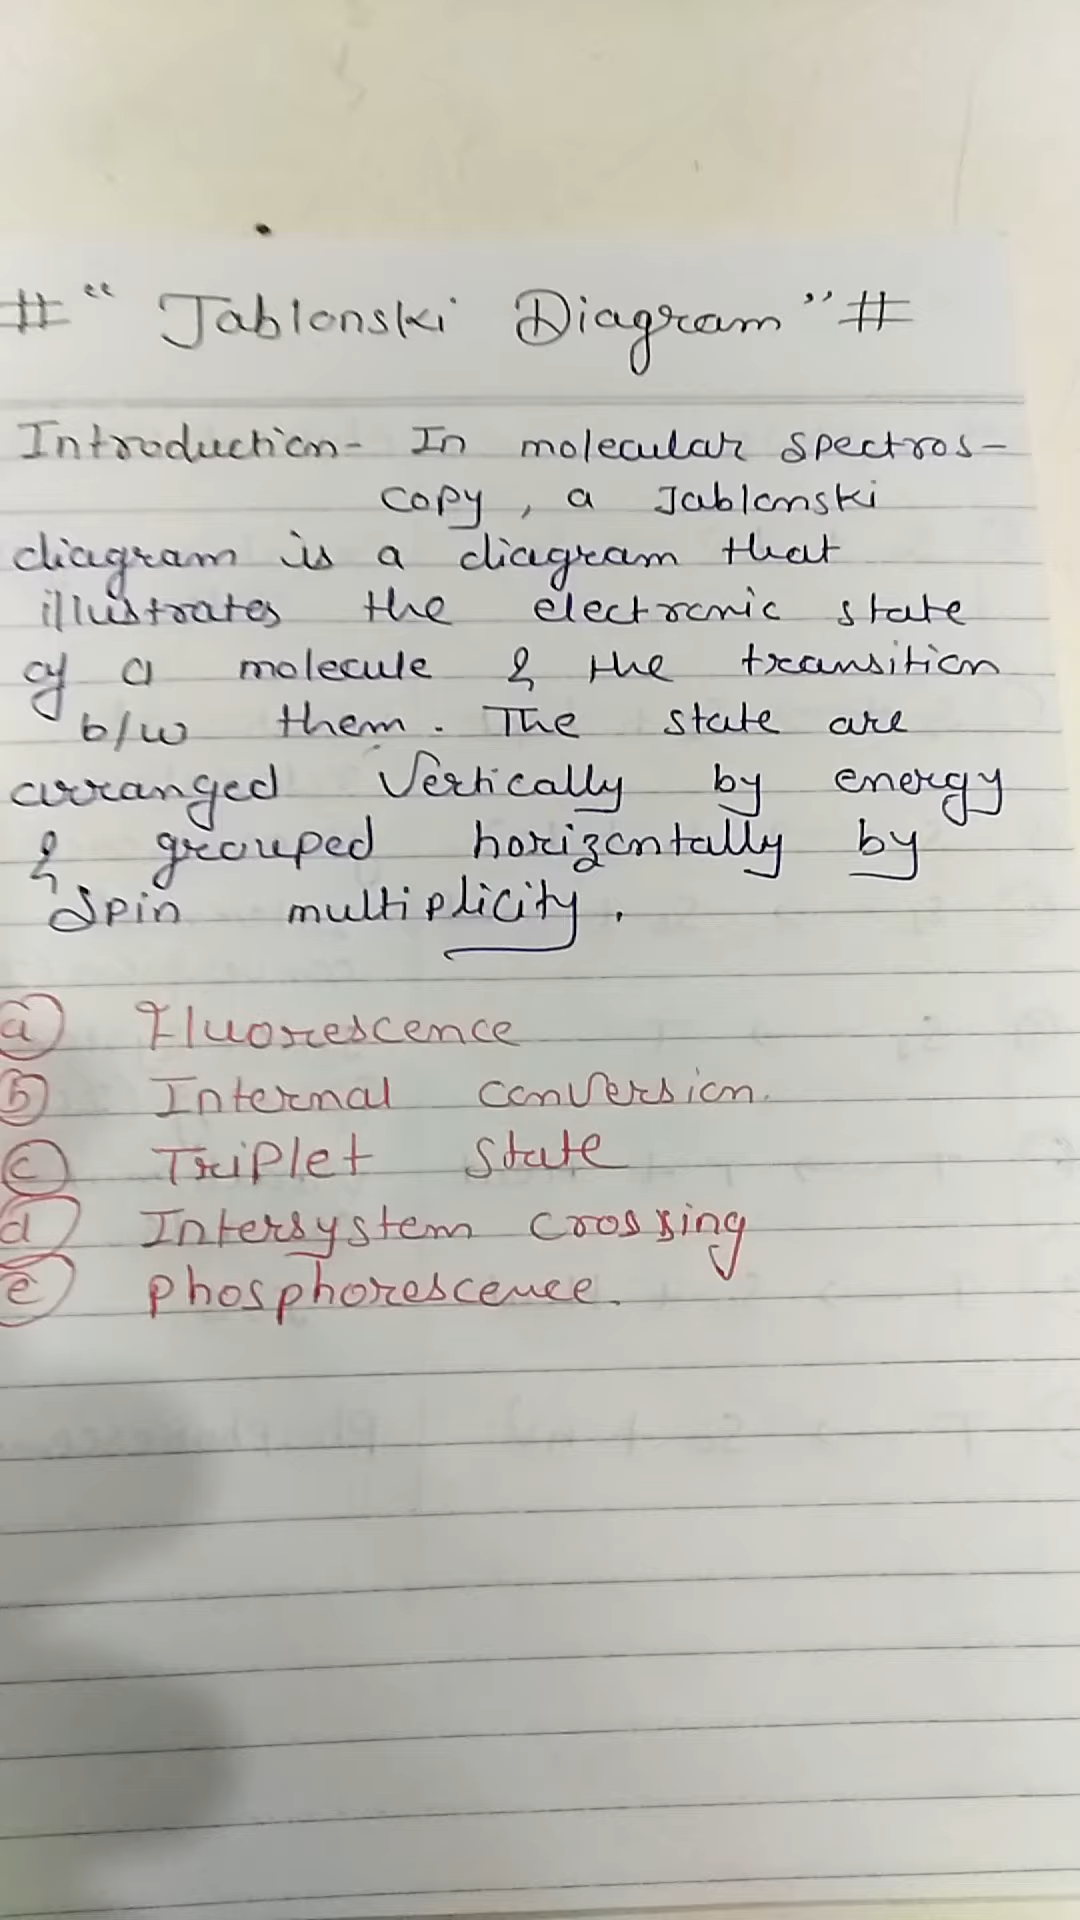 # “ Jablonski Diagram ” #
Introduction- In molecular spectros-
copy, a Jablonski
diagram is a diagram that
illustrates the electronic state
of a molecule & the transition
b/w them. The state are
arranged vertically by energy
& grouped horizontally by
spin multiplicity.
a Fluorescence
b Internal conversion.
c Triplet state
d Intersystem crossing
e phosphorescence.